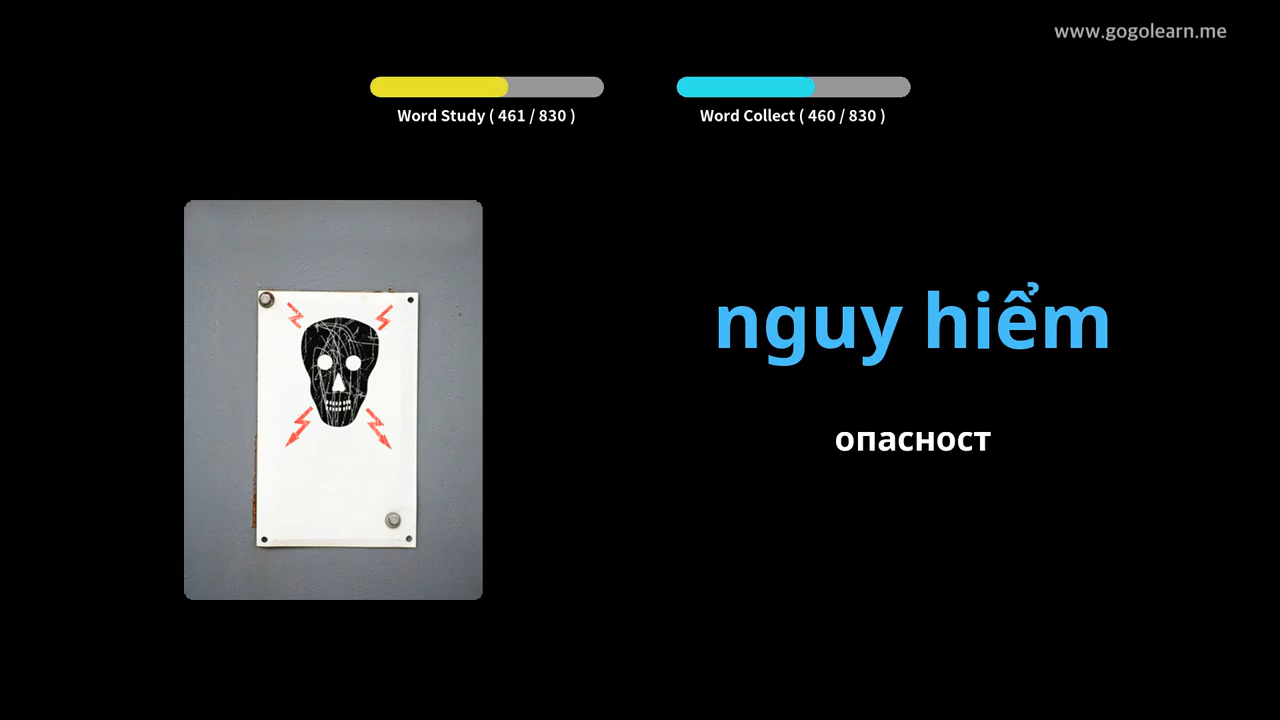 www.gogolearn.me
Word Study ( 461 / 830 )
Word Collect ( 460 / 830 )
nguy hiểm
опасност